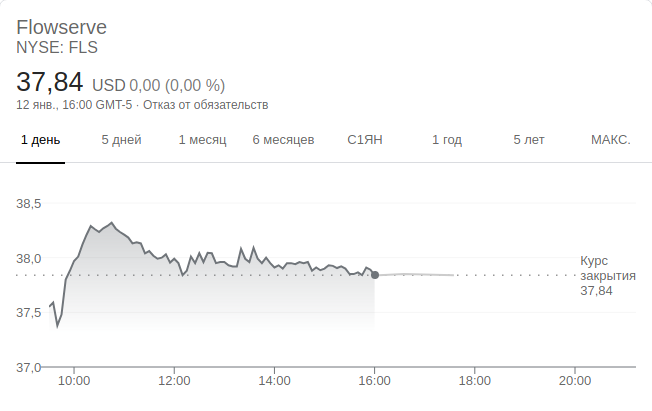 Flowserve
NYSE: FLS
37,84 USD 0,00 (0,00 %)
12 янв., 16:00 GMT-5 · Отказ от обязательств
1 день 5 дней 1 месяц 6 месяцев С1ЯН 1 год 5 лет МАКС.
38,5
38,0
Курс
закрытия
37,84
37,5
37,0
10:00 12:00 14:00 16:00 18:00 20:00